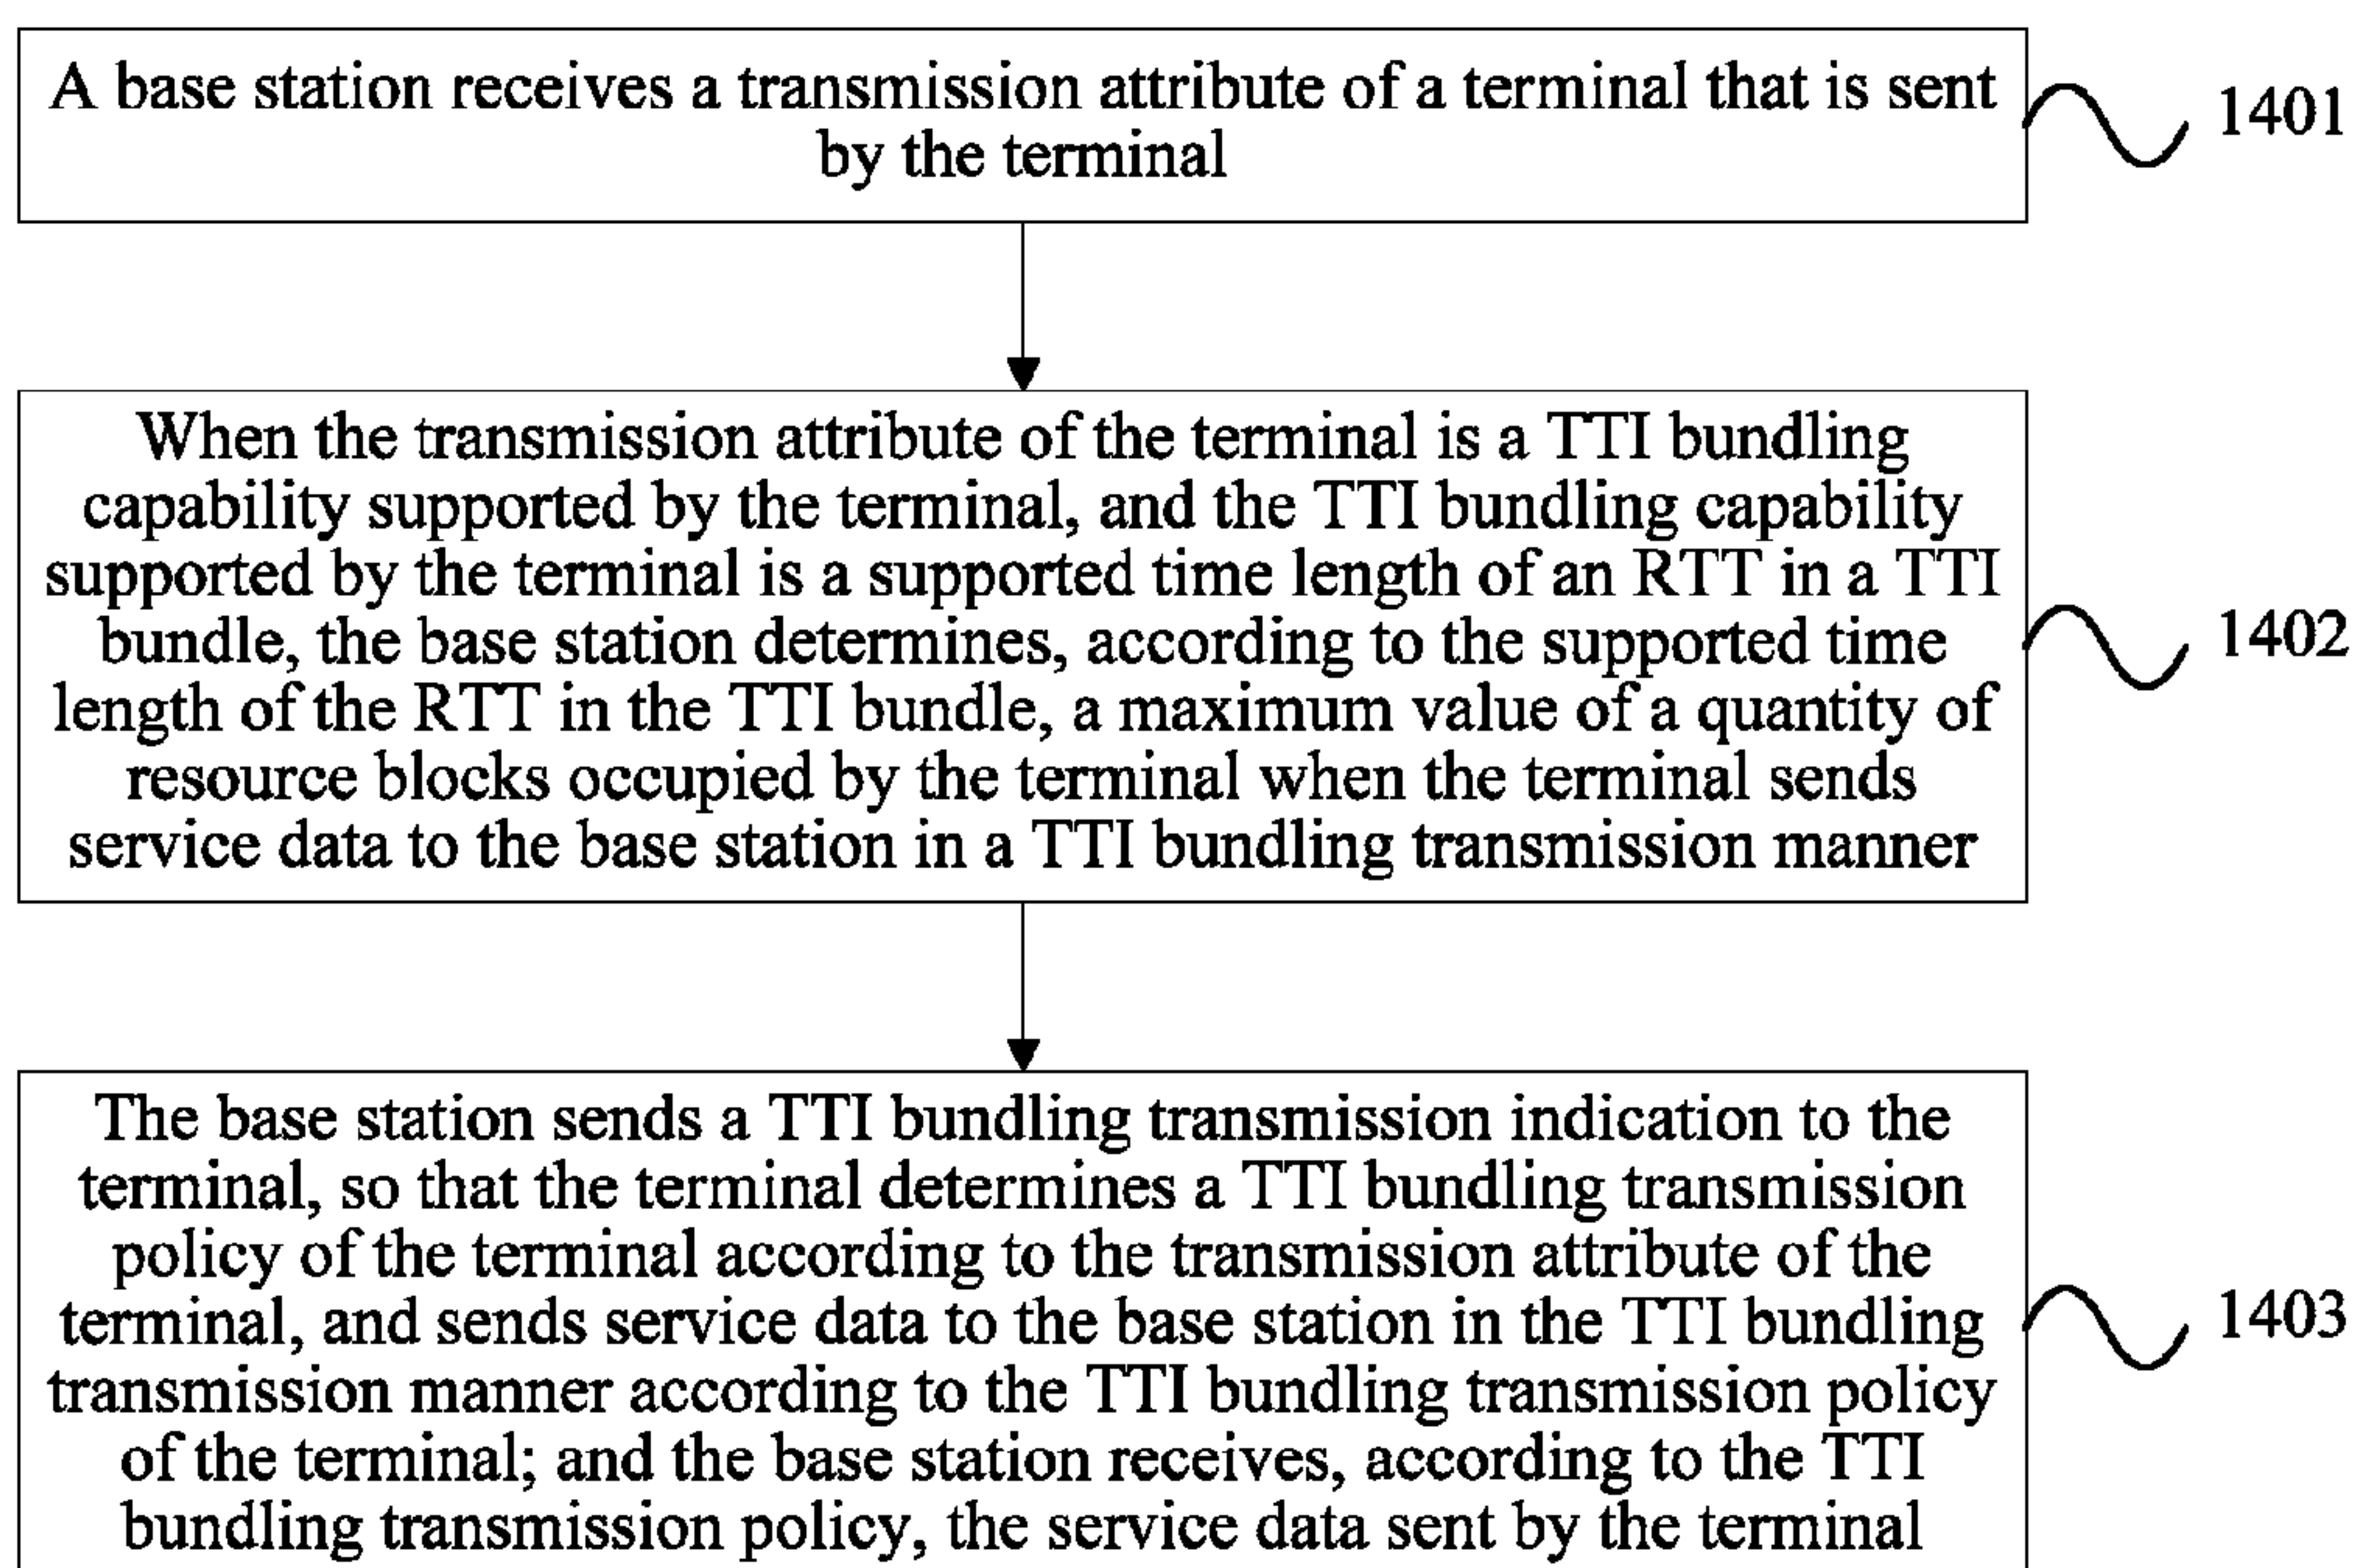 A base station receives a transmission attribute of a terminal that is sent
by the terminal
1401
When the transmission attribute of the terminal is a TTI bundling
capability supported by the terminal, and the TTI bundling capability
supported by the terminal is a supported time length of an RTT in a TTI
bundle, the base station determines, according to the supported time
length of the RTT in the TTI bundle, a maximum value of a quantity of
resource blocks occupied by the terminal when the terminal sends
service data to the base station in a TTI bundling transmission manner
1402
The base station sends a TTI bundling transmission indication to the
terminal, so that the terminal determines a TTI bundling transmission
policy of the terminal according to the transmission attribute of the
terminal, and sends service data to the base station in the TTI bundling
transmission manner according to the TTI bundling transmission policy
of the terminal; and the base station receives, according to the TTI
bundling transmission policy, the service data sent by the terminal
1403